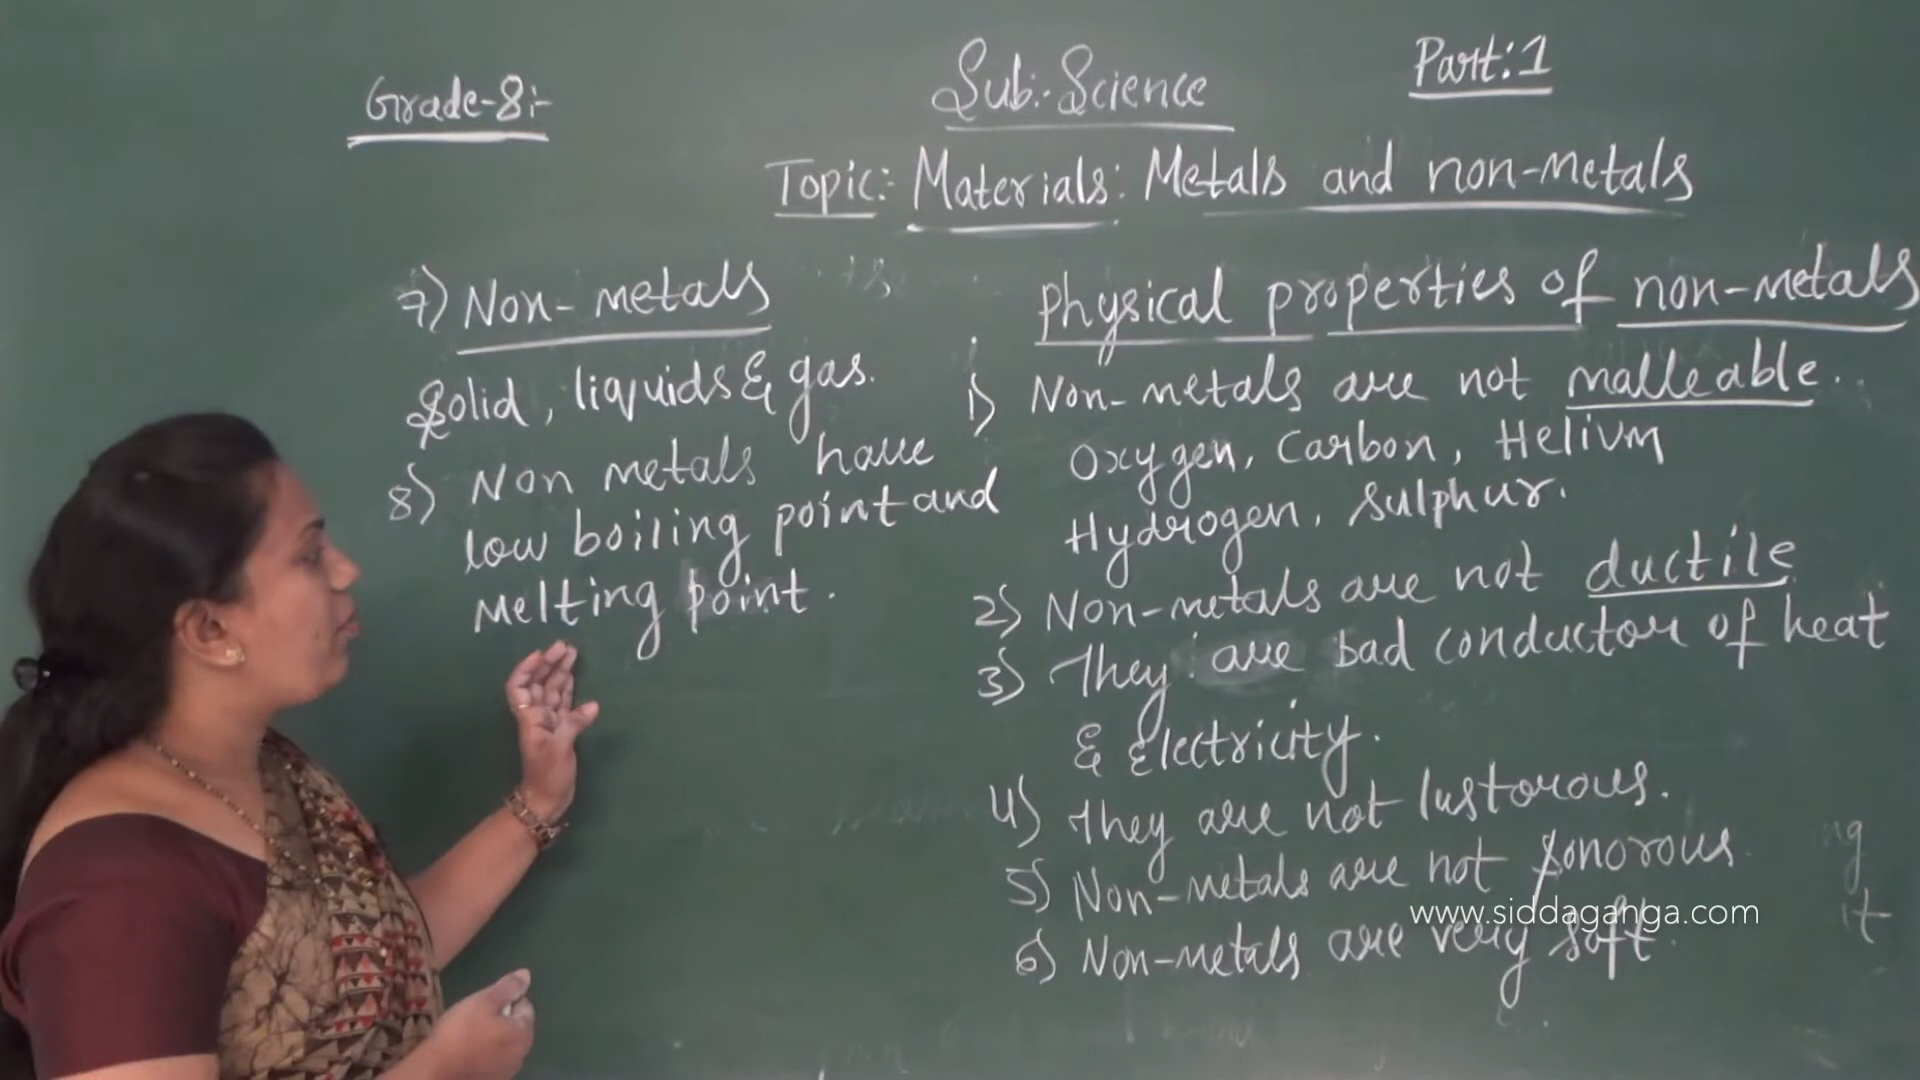 Grade-8:-
Sub:-Science
Part:1
Topic:- Materials: Metals and non-metals
Physical properties of non-metals
1) Non-metals are not malleable.
Oxygen, Carbon, Helium
Hydrogen, Sulphur.
2) Non-metals are not ductile
3) They are bad conductor of heat
& Electricity.
4) They are not lustorous.
5) Non-metals are not sonorous
6) Non-metals are very soft.
7) Non-metals
Solid, liquids & gas.
8) Non metals have
low boiling point and
Melting point.
www.siddaganga.com